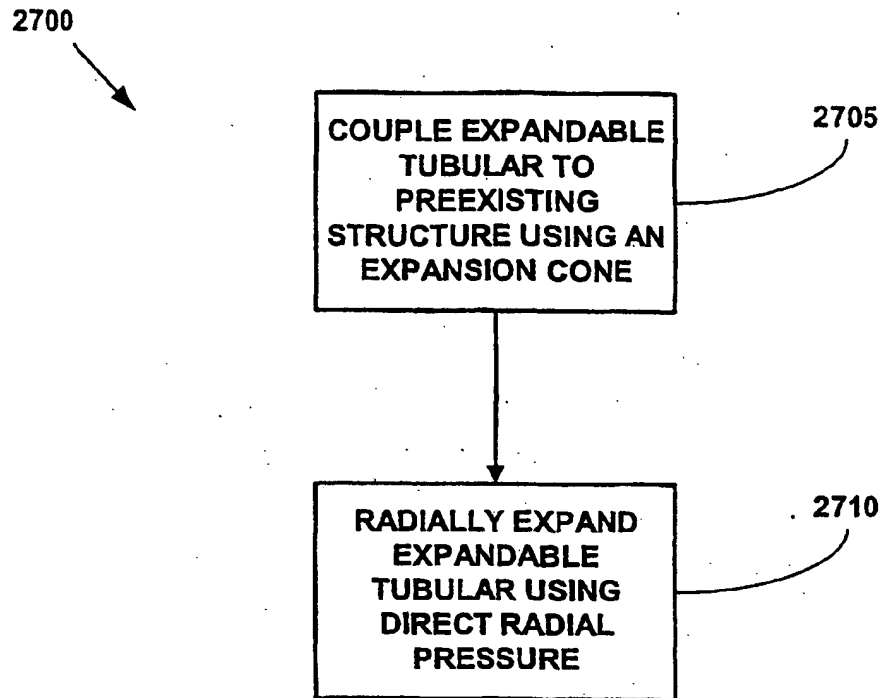 2700
COUPLE EXPANDABLE
TUBULAR TO
PREEXISTING
STRUCTURE USING AN
EXPANSION CONE
2705
RADIALLY EXPAND
EXPANDABLE
TUBULAR USING
DIRECT RADIAL
PRESSURE
2710